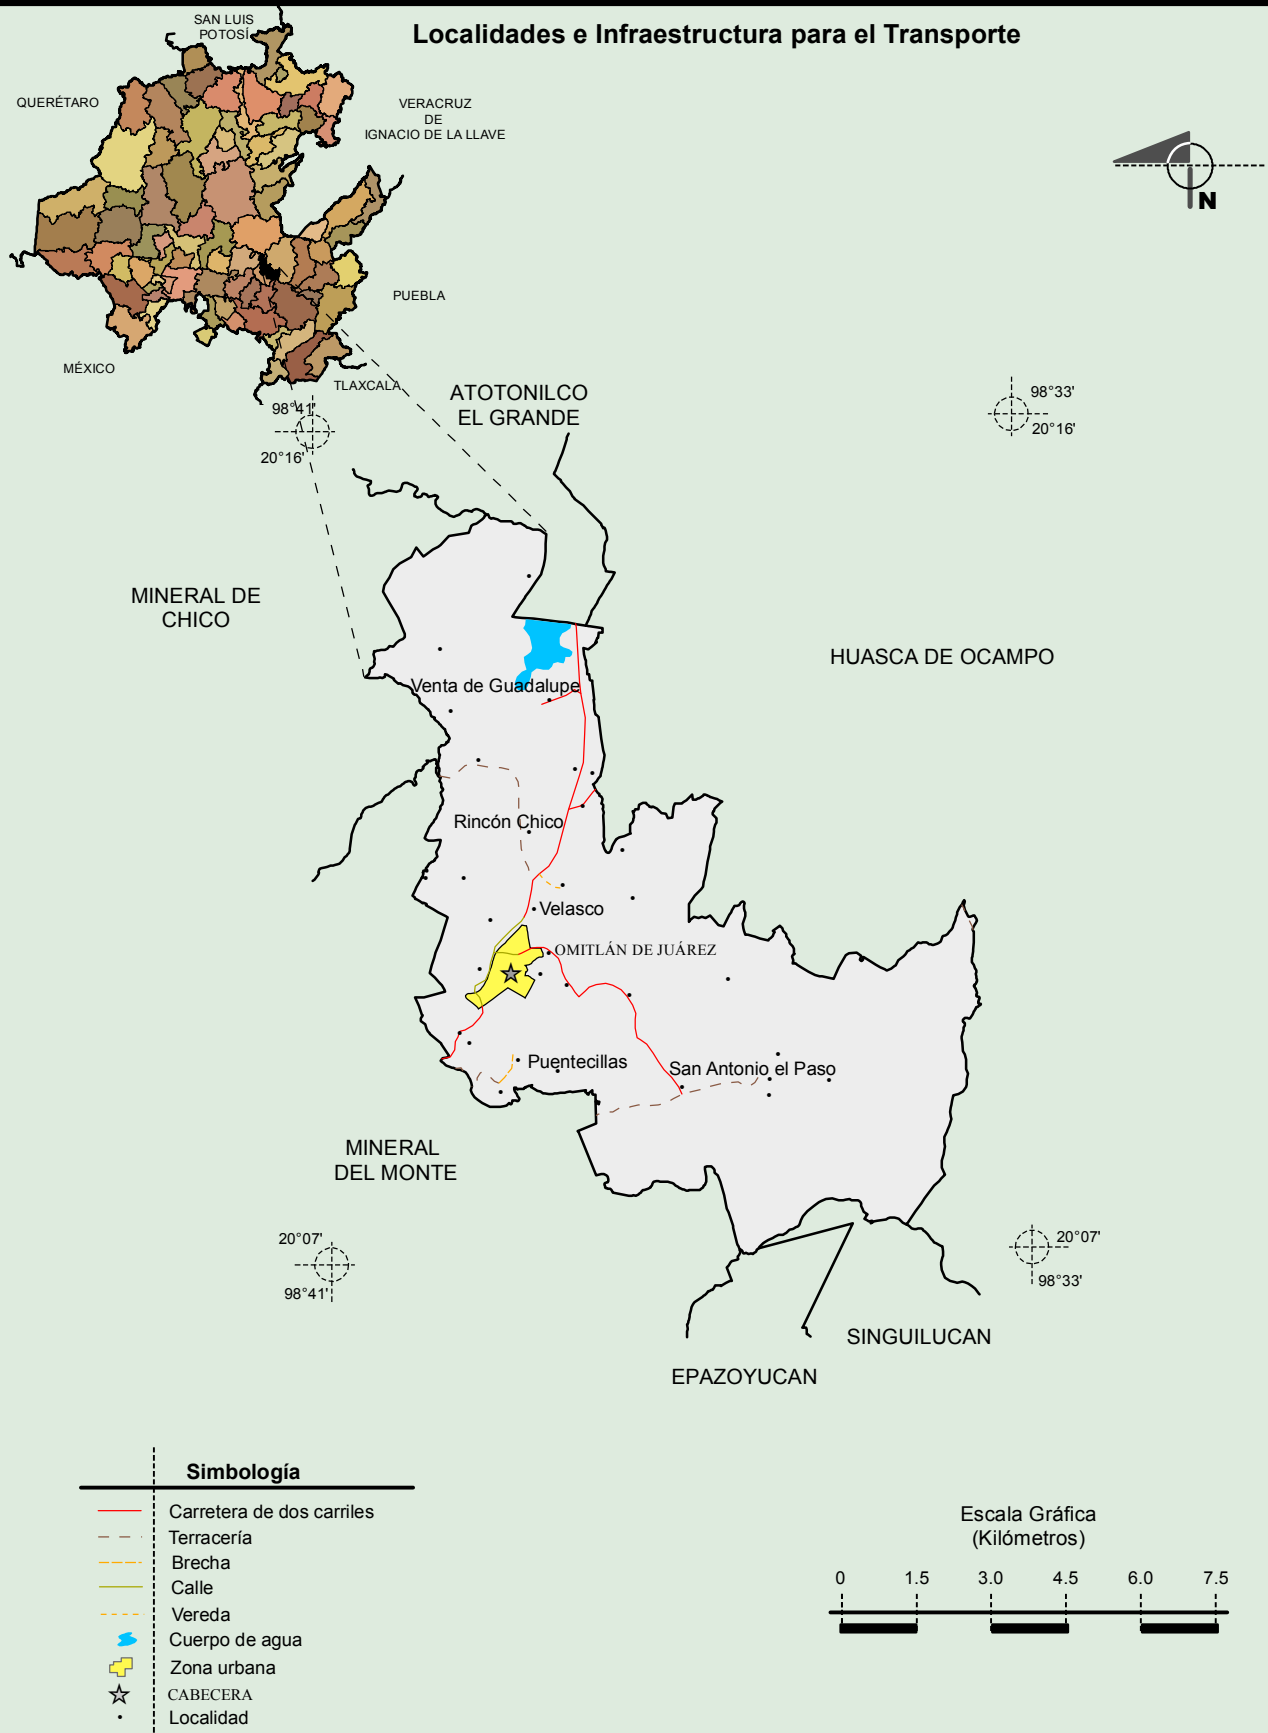 Localidades e Infraestructura para el Transporte
SAN LUIS
POTOSÍ
QUERÉTARO
VERACRUZ
DE
IGNACIO DE LA LLAVE
N
PUEBLA
MÉXICO
TLAXCALA
98°41'
20°16'
ATOTONILCO
EL GRANDE
98°33'
20°16'
MINERAL DE
CHICO
HUASCA DE OCAMPO
Venta de Guadalupe
Rincón Chico
Velasco
OMITLÁN DE JUÁREZ
Puentecillas
San Antonio el Paso
MINERAL
DEL MONTE
20°07'
98°41'
20°07'
98°33'
SINGUILUCAN
EPAZOYUCAN
Simbología
Carretera de dos carriles
Terracería
Brecha
Calle
Vereda
Cuerpo de agua
Zona urbana
CABECERA
Localidad
Escala Gráfica
(Kilómetros)
0 1.5 3.0 4.5 6.0 7.5